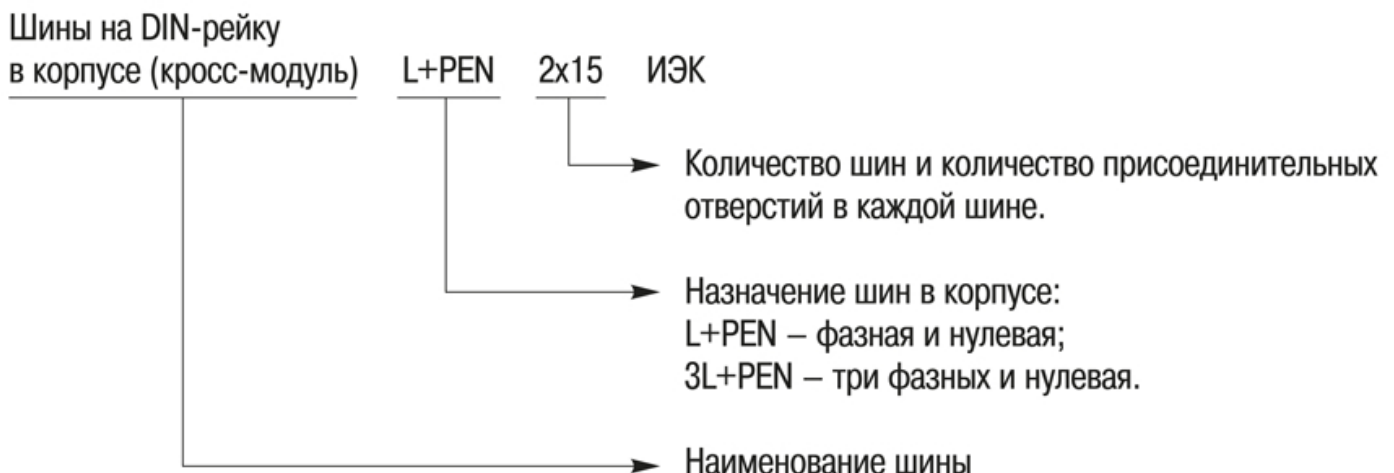 Шины на DIN-рейку
в корпусе (кросс-модуль) L+PEN 2x15 ИЭК
Количество шин и количество присоединительных
отверстий в каждой шине.
Назначение шин в корпусе:
L+PEN – фазная и нулевая;
3L+PEN – три фазных и нулевая.
Наименование шины